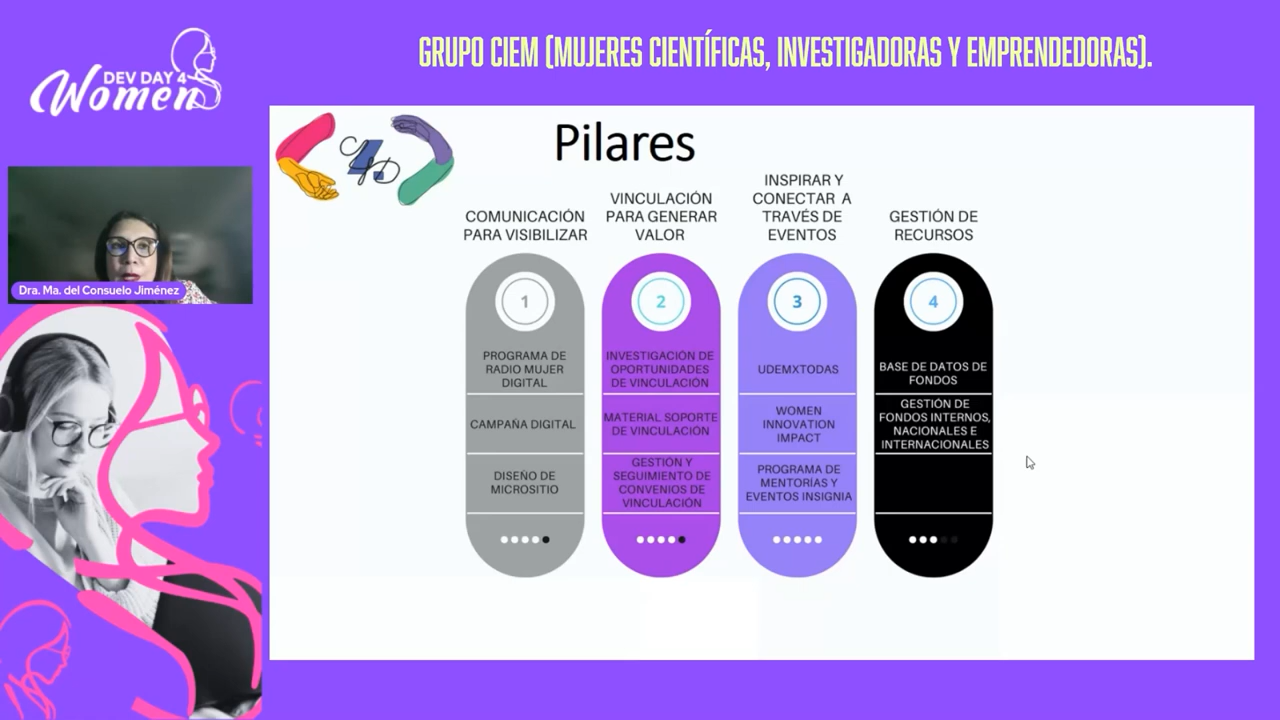 DEV DAY 4
Women
GRUPO CIEM (MUJERES CIENTÍFICAS, INVESTIGADORAS Y EMPRENDEDORAS).
Dra. Ma. del Consuelo Jiménez
Pilares
COMUNICACIÓN
PARA VISIBILIZAR
1
PROGRAMA DE
RADIO MUJER
DIGITAL
CAMPAÑA DIGITAL
DISEÑO DE
MICROSITIO
VINCULACIÓN
PARA GENERAR
VALOR
2
INVESTIGACIÓN DE
OPORTUNIDADES
DE VINCULACIÓN
MATERIAL SOPORTE
DE VINCULACIÓN
GESTIÓN Y
SEGUIMIENTO DE
CONVENIOS DE
VINCULACIÓN
INSPIRAR Y
CONECTAR A
TRAVÉS DE
EVENTOS
3
UDEMXTODAS
WOMEN
INNOVATION
IMPACT
PROGRAMA DE
MENTORÍAS Y
EVENTOS INSIGNIA
GESTIÓN DE
RECURSOS
4
BASE DE DATOS DE
FONDOS
GESTIÓN DE
FONDOS INTERNOS,
NACIONALES E
INTERNACIONALES